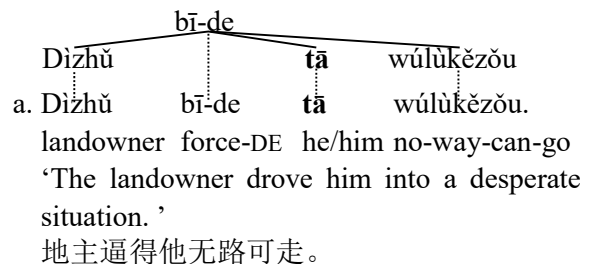 bī-de
Dìzhǔ tā wúlùkězǒu
a. Dìzhǔ bī-de tā wúlùkězǒu.
landowner force-DE he/him no-way-can-go
‘The landowner drove him into a desperate
situation. ’
地主逼得他无路可走。